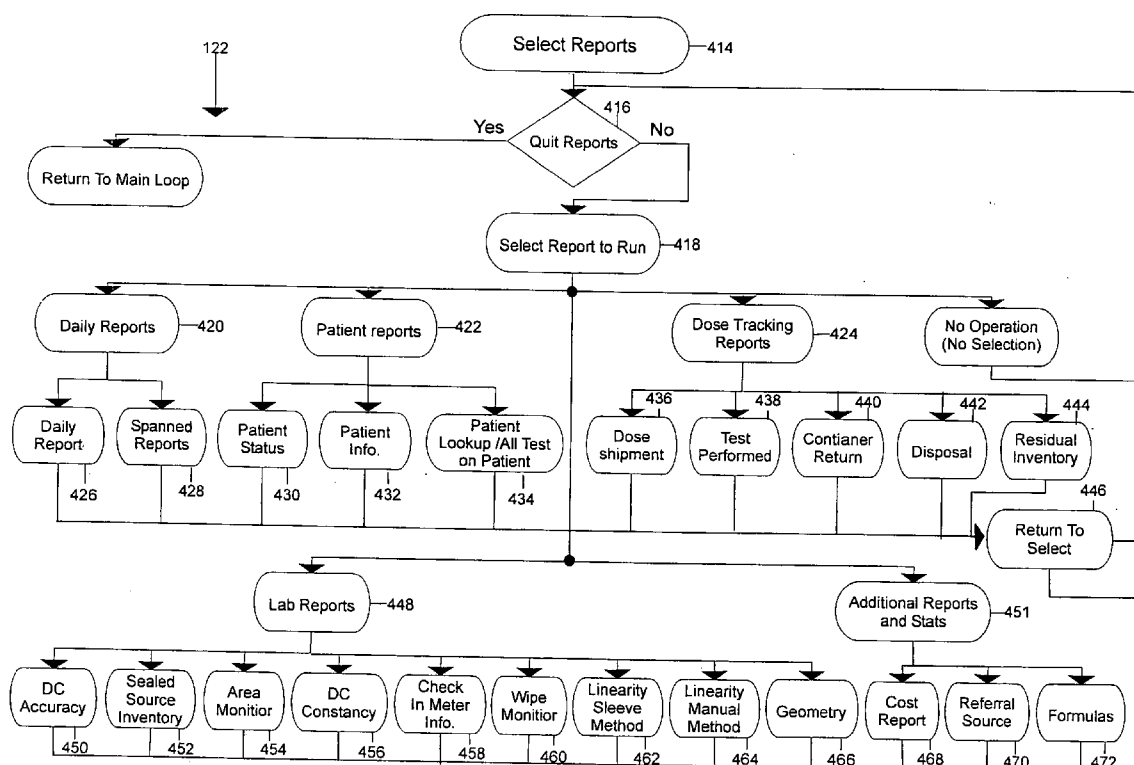 Select Reports
414
122
416
Yes
Quit Reports
No
Return To Main Loop
Select Report to Run
418
Daily Reports
420
Patient reports
422
Dose Tracking
Reports
424
No Operation
(No Selection)
436
438
440
442
444
Daily
Report
Spanned
Reports
Patient
Status
Patient
Info.
Patient
Lookup /All Test
on Patient
Dose
shipment
Test
Performed
Contianer
Return
Disposal
Residual
Inventory
426
428
430
432
434
446
Return To
Select
Lab Reports
448
Additional Reports
and Stats
451
DC
Accuracy
Sealed
Source
Inventory
Area
Monitior
DC
Constancy
Check
In Meter
Info.
Wipe
Monitior
Linearity
Sleeve
Method
Linearity
Manual
Method
Geometry
Cost
Report
Referral
Source
Formulas
450
452
454
456
458
460
462
464
466
468
470
472